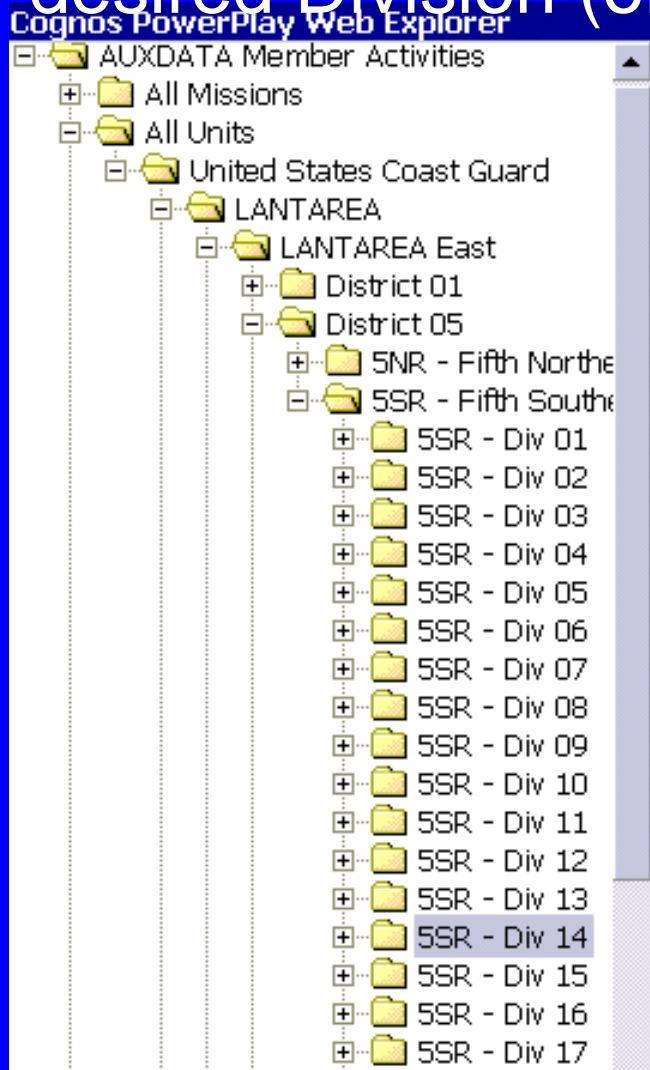 desired Division (o
Cognos PowerPlay Web Explorer
AUXDATA Member Activities
All Missions
All Units
United States Coast Guard
LANTAREA
LANTAREA East
District 01
District 05
5NR - Fifth Northe
5SR - Fifth Southe
5SR - Div 01
5SR - Div 02
5SR - Div 03
5SR - Div 04
5SR - Div 05
5SR - Div 06
5SR - Div 07
5SR - Div 08
5SR - Div 09
5SR - Div 10
5SR - Div 11
5SR - Div 12
5SR - Div 13
5SR - Div 14
5SR - Div 15
5SR - Div 16
5SR - Div 17